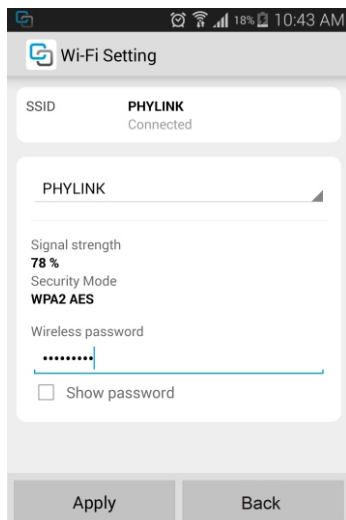 18% 10:43 AM
Wi-Fi Setting
SSID PHYLINK
Connected
PHYLINK
Signal strength
78 %
Security Mode
WPA2 AES
Wireless password
•••••••••
Show password
Apply Back